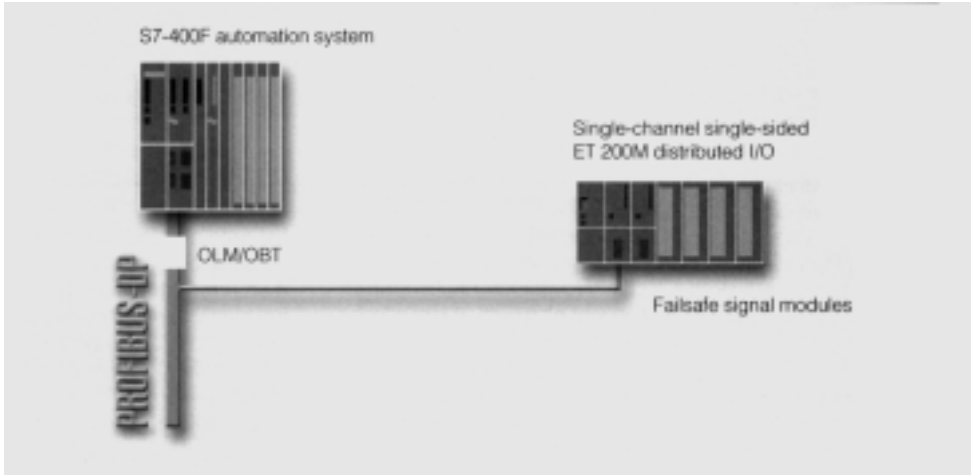 S7-400F automation system
Single-channel single-sided
ET 200M distributed I/O
OLM/OBT
PROFIBUS-DP
Failsafe signal modules